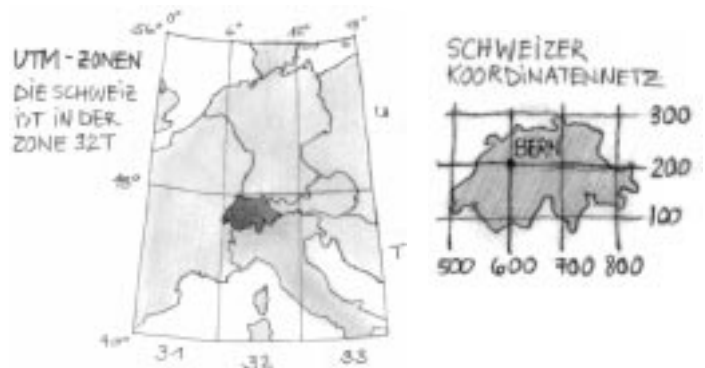 UTM-ZONEN
DIE SCHWEIZ
IST IN DER
ZONE 32T
56° 0° 6° 12° 18°
U
48°
T
40°
31 32 33
SCHWEIZER
KOORDINATENNETZ
300
BERN
200
100
500 600 700 800